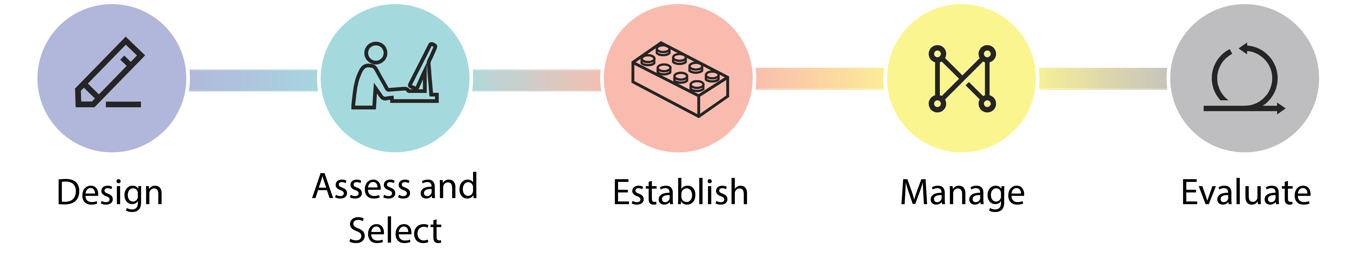 Design
Assess and
Select
Establish
Manage
Evaluate